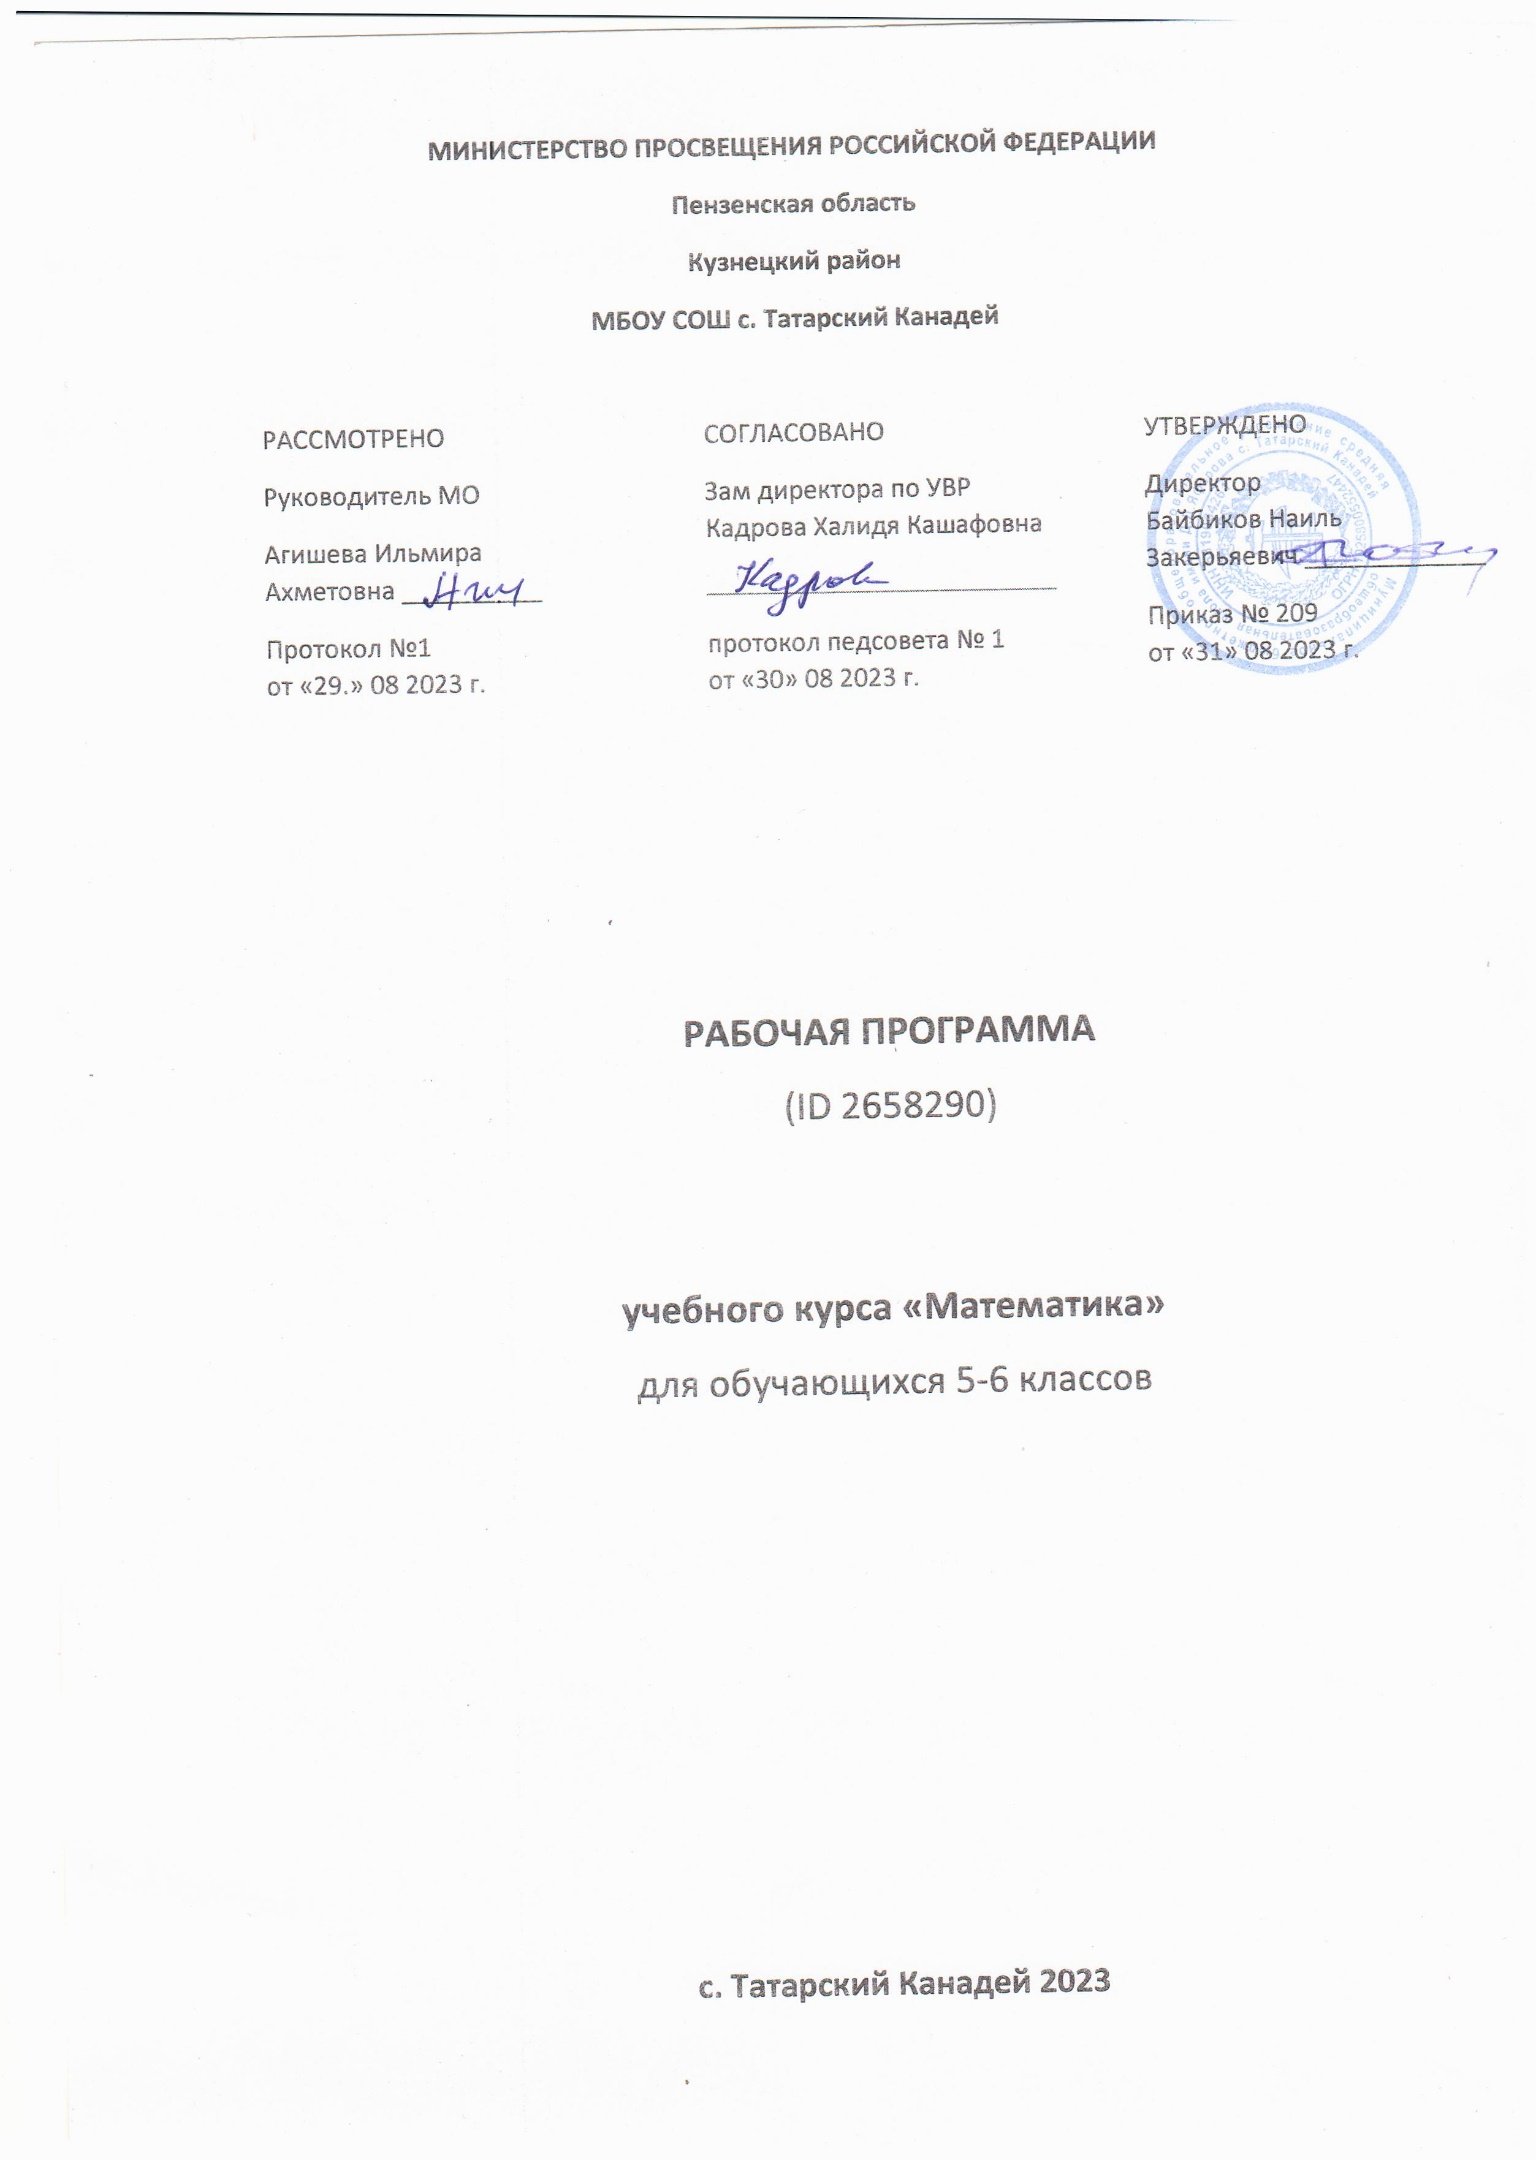 МИНИСТЕРСТВО ПРОСВЕЩЕНИЯ РОССИЙСКОЙ ФЕДЕРАЦИИ
Пензенская область
Кузнецкий район
МБОУ СОШ с. Татарский Канадей
РАССМОТРЕНО
Руководитель МО
Агишева Ильмира
Ахметовна
Протокол №1
от «29.» 08 2023 г.
СОГЛАСОВАНО
Зам директора по УВР
Кадрова Халидя Кашафовна
Кадрова
протокол педсовета № 1
от «30» 08 2023 г.
УТВЕРЖДЕНО
Директор
Байбиков Наиль
Закерьяевич
Приказ № 209
от «31» 08 2023 г.
РАБОЧАЯ ПРОГРАММА
(ID 2658290)
учебного курса «Математика»
для обучающихся 5-6 классов
с. Татарский Канадей 2023